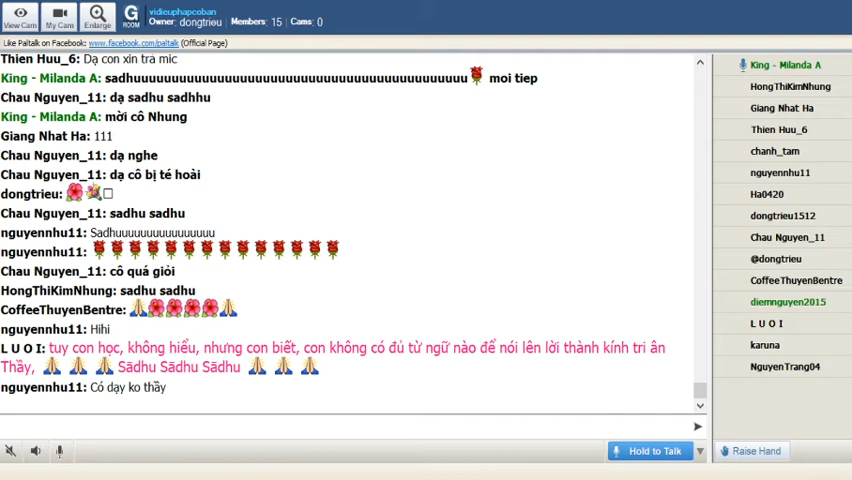 vidieuphapcoban
Owner: dongtrieu Members: 15 Cams: 0
View Cam My Cam Enlarge G ROOM
Like Paltalk on Facebook: www.facebook.com/paltalk (Official Page)
Thien Huu_6: Dạ con xin trả mic
King - Milanda A: sadhuuuuuuuuuuuuuuuuuuuuuuuuuuuuuuuuuuuuuuuuuuuu moi tiep
Chau Nguyen_11: dạ sadhu sadhhu
King - Milanda A: mời cô Nhung
Giang Nhat Ha: 111
Chau Nguyen_11: dạ nghe
Chau Nguyen_11: dạ cô bị té hoài
dongtrieu:
Chau Nguyen_11: sadhu sadhu
nguyennhu11: Sadhuuuuuuuuuuuuuuuu
nguyennhu11:
Chau Nguyen_11: cô quá giỏi
HongThiKimNhung: sadhu sadhu
CoffeeThuyenBentre:
nguyennhu11: Hihi
L U O I: tuy con học, không hiểu, nhưng con biết, con không có đủ từ ngữ nào để nói lên lời thành kính tri ân
Thầy, Sādhu Sādhu Sādhu
nguyennhu11: Có dạy ko thầy
Hold to Talk
King - Milanda A
HongThiKimNhung
Giang Nhat Ha
Thien Huu_6
chanh_tam
nguyennhu11
Ha0420
dongtrieu1512
Chau Nguyen_11
@dongtrieu
CoffeeThuyenBentre
diemnguyen2015
L U O I
karuna
NguyenTrang04
Raise Hand